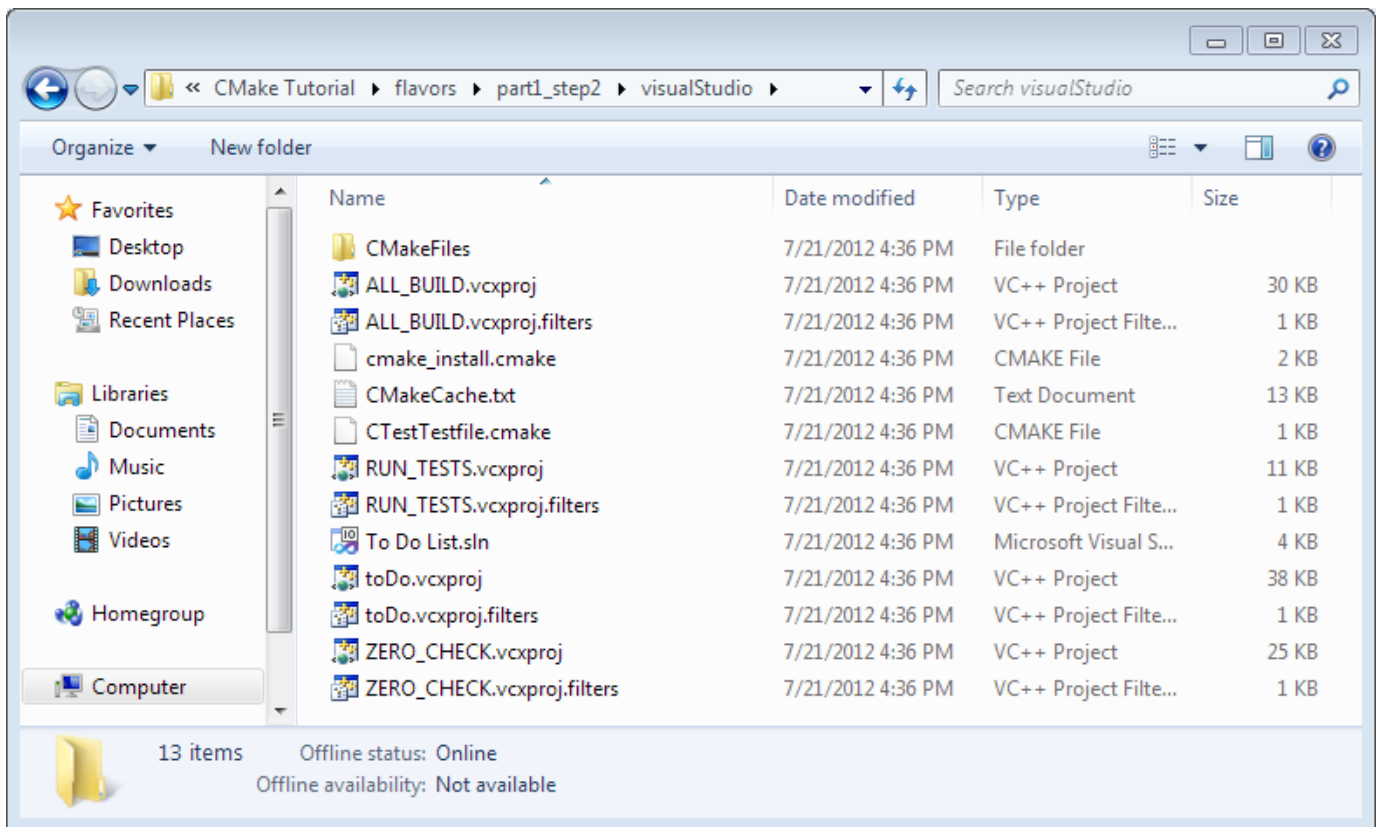 « CMake Tutorial ▸ flavors ▸ part1_step2 ▸ visualStudio ▸ Search visualStudio
Organize New folder
Name Date modified Type Size
Favorites
Desktop
Downloads
Recent Places
Libraries
Documents
Music
Pictures
Videos
Homegroup
Computer
CMakeFiles 7/21/2012 4:36 PM File folder
ALL_BUILD.vcxproj 7/21/2012 4:36 PM VC++ Project 30 KB
ALL_BUILD.vcxproj.filters 7/21/2012 4:36 PM VC++ Project Filte... 1 KB
cmake_install.cmake 7/21/2012 4:36 PM CMAKE File 2 KB
CMakeCache.txt 7/21/2012 4:36 PM Text Document 13 KB
CTestTestfile.cmake 7/21/2012 4:36 PM CMAKE File 1 KB
RUN_TESTS.vcxproj 7/21/2012 4:36 PM VC++ Project 11 KB
RUN_TESTS.vcxproj.filters 7/21/2012 4:36 PM VC++ Project Filte... 1 KB
To Do List.sln 7/21/2012 4:36 PM Microsoft Visual S... 4 KB
toDo.vcxproj 7/21/2012 4:36 PM VC++ Project 38 KB
toDo.vcxproj.filters 7/21/2012 4:36 PM VC++ Project Filte... 1 KB
ZERO_CHECK.vcxproj 7/21/2012 4:36 PM VC++ Project 25 KB
ZERO_CHECK.vcxproj.filters 7/21/2012 4:36 PM VC++ Project Filte... 1 KB
13 items Offline status: Online
Offline availability: Not available